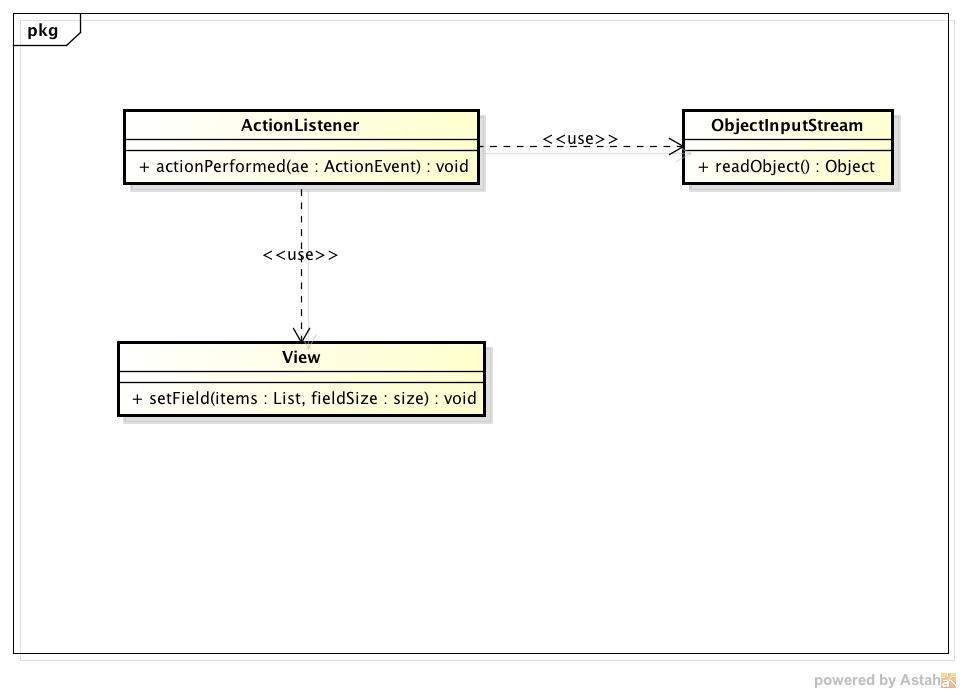 pkg
ActionListener
+ actionPerformed(ae : ActionEvent) : void
<<use>>
ObjectInputStream
+ readObject() : Object
<<use>>
View
+ setField(items : List, fieldSize : size) : void
powered by Astah